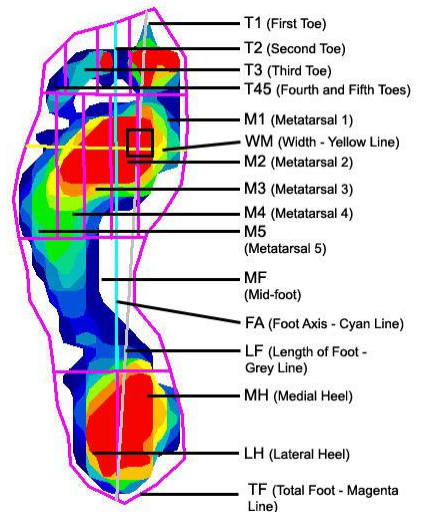 T1 (First Toe)
T2 (Second Toe)
T3 (Third Toe)
T45 (Fourth and Fifth Toes)
M1 (Metatarsal 1)
WM (Width - Yellow Line)
M2 (Metatarsal 2)
M3 (Metatarsal 3)
M4 (Metatarsal 4)
M5
(Metatarsal 5)
MF
(Mid-foot)
FA (Foot Axis - Cyan Line)
LF (Length of Foot -
Grey Line)
MH (Medial Heel)
LH (Lateral Heel)
TF (Total Foot - Magenta
Line)